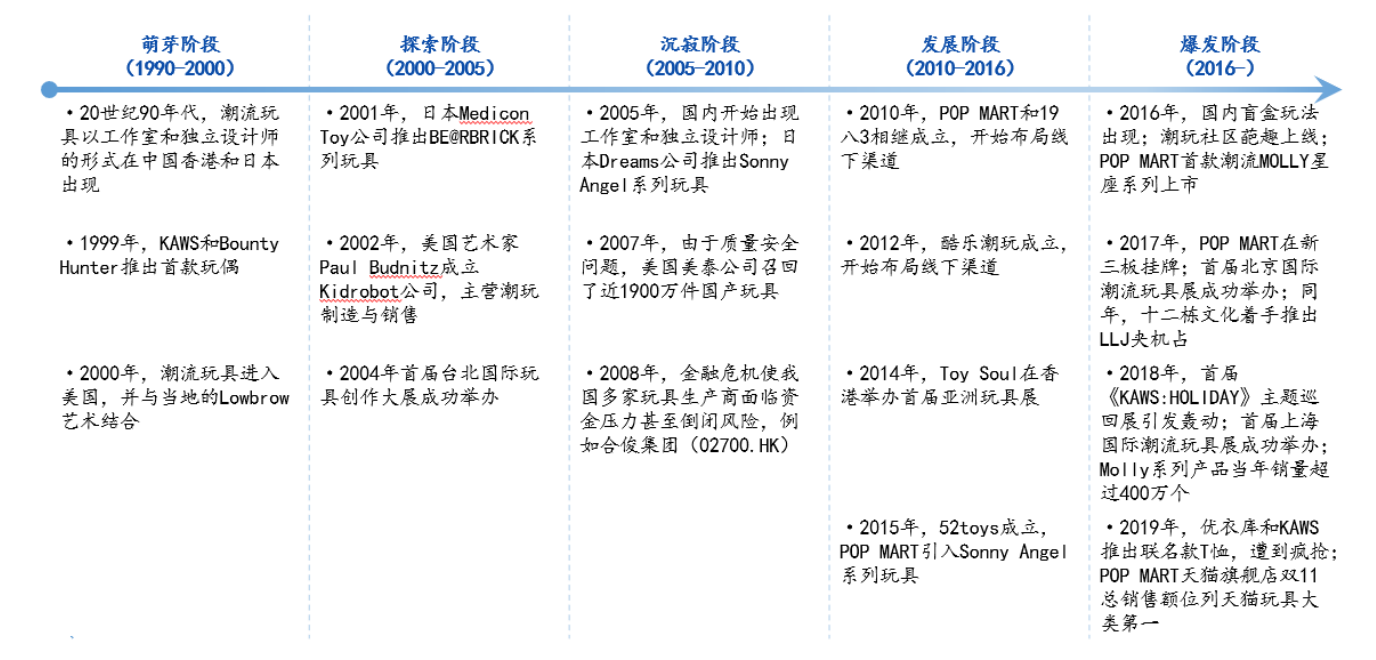 萌芽阶段
（1990-2000）
探索阶段
（2000-2005）
沉寂阶段
（2005-2010）
发展阶段
（2010-2016）
爆发阶段
（2016-）
•20世纪90年代，潮流玩
具以工作室和独立设计师
的形式在中国香港和日本
出现
•1999年，KAWS和Bounty
Hunter推出首款玩偶
•2000年，潮流玩具进入
美国，并与当地的Lowbrow
艺术结合
•2001年，日本Medicon
Toy公司推出BE@RBRICK系
列玩具
•2002年，美国艺术家
Paul Budnitz成立
Kidrobot公司，主营潮玩
制造与销售
•2004年首届台北国际玩
具创作大展成功举办
•2005年，国内开始出现
工作室和独立设计师；日
本Dreams公司推出Sonny
Angel系列玩具
•2007年，由于质量安全
问题，美国美泰公司召回
了近1900万件国产玩具
•2008年，金融危机使我
国多家玩具生产商面临资
金压力甚至倒闭风险，例
如合俊集团（02700.HK）
•2010年，POP MART和19
八3相继成立，开始布局线
下渠道
•2012年，酷乐潮玩成立，
开始布局线下渠道
•2014年，Toy Soul在香
港举办首届亚洲玩具展
•2015年，52toys成立，
POP MART引入Sonny Angel
系列玩具
•2016年，国内盲盒玩法
出现；潮玩社区葩趣上线；
POP MART首款潮流MOLLY星
座系列上市
•2017年，POP MART在新
三板挂牌；首届北京国际
潮流玩具展成功举办；同
年，十二栋文化着手推出
LLJ夹机占
•2018年，首届
《KAWS:HOLIDAY》主题巡
回展引发轰动；首届上海
国际潮流玩具展成功举办；
Molly系列产品当年销量超
过400万个
•2019年，优衣库和KAWS
推出联名款T恤，遭到疯抢；
POP MART天猫旗舰店双11
总销售额位列天猫玩具大
类第一